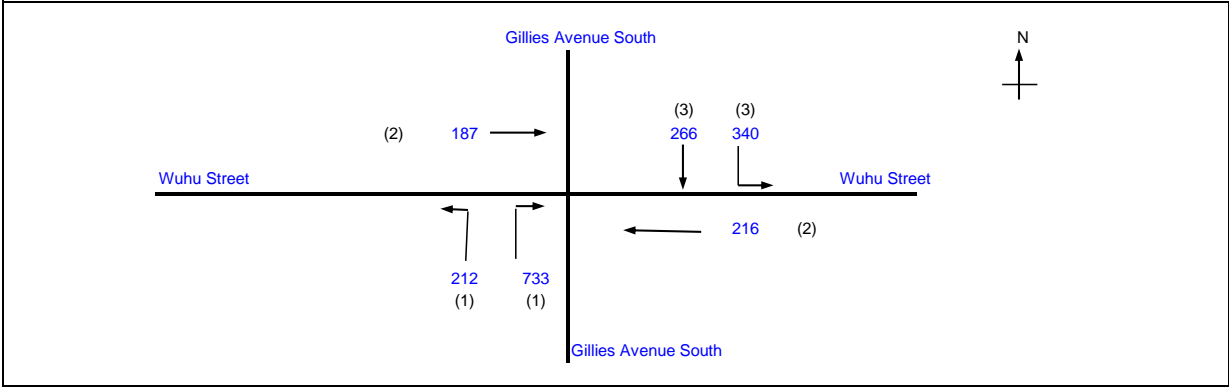 Gillies Avenue South
N
(3) (3)
(2) 187 266 340
Wuhu Street Wuhu Street
216 (2)
212 733
(1) (1)
Gillies Avenue South